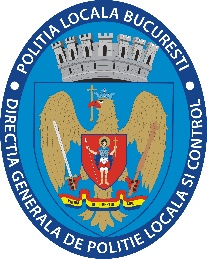 POLITIA LOCALA BUCURESTI
DIRECTIA GENERALA DE POLITIE LOCALA SI CONTROL